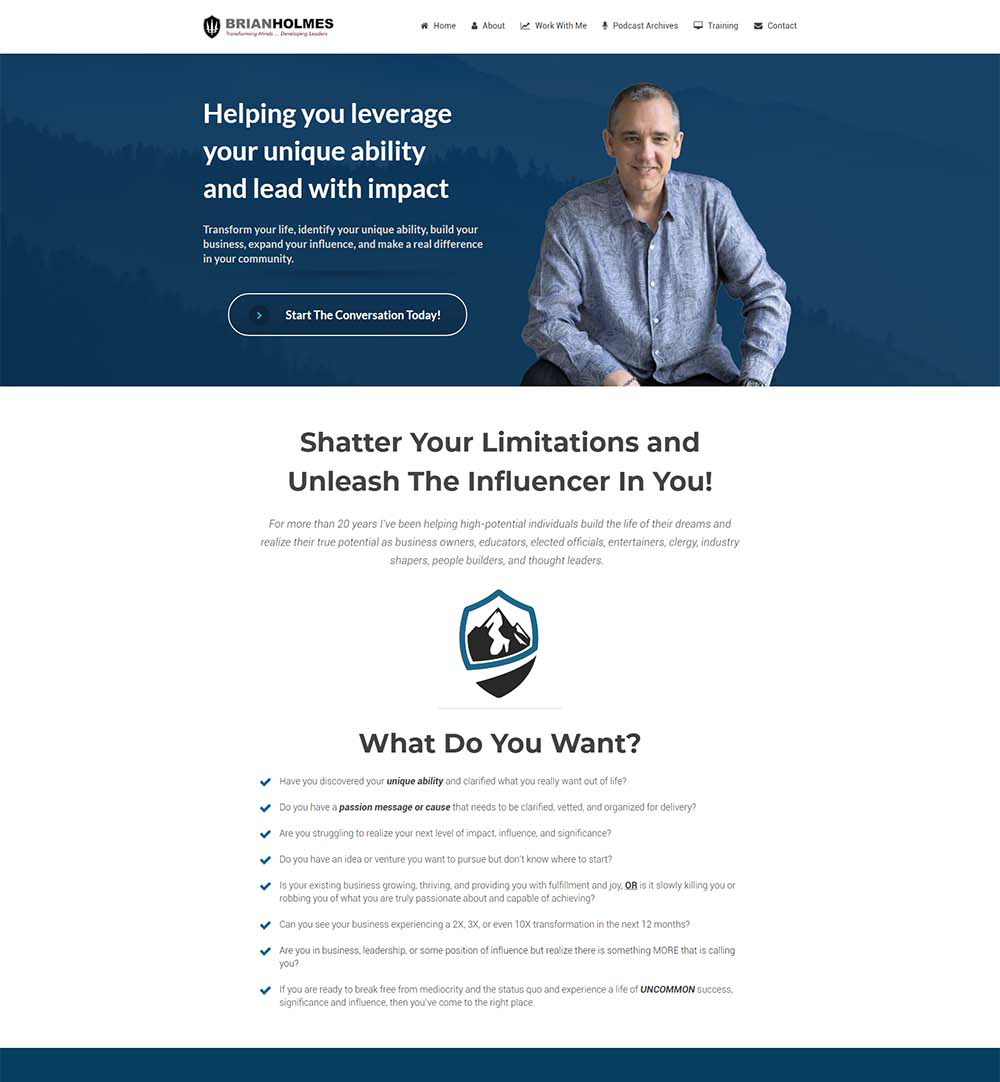 BRIANHOLMES
Transforming Minds... Developing Leaders
Home About Work With Me Podcast Archives Training Contact
Helping you leverage
your unique ability
and lead with impact
Transform your life, identify your unique ability, build your
business, expand your influence, and make a real difference
in your community.
Start The Conversation Today!
Shatter Your Limitations and
Unleash The Influencer In You!
For more than 20 years I've been helping high-potential individuals build the life of their dreams and
realize their true potential as business owners, educators, elected officials, entertainers, clergy, industry
shapers, people builders, and thought leaders.
What Do You Want?
Have you discovered your unique ability and clarified what you really want out of life?
Do you have a passion message or cause that needs to be clarified, vetted, and organized for delivery?
Are you struggling to realize your next level of impact, influence, and significance?
Do you have an idea or venture you want to pursue but don't know where to start?
Is your existing business growing, thriving, and providing you with fulfillment and joy, OR is it slowly killing you or
robbing you of what you are truly passionate about and capable of achieving?
Can you see your business experiencing a 2X, 3X, or even 10X transformation in the next 12 months?
Are you in business, leadership, or some position of influence but realize there is something MORE that is calling
you?
If you are ready to break free from mediocrity and the status quo and experience a life of UNCOMMON success,
significance and influence, then you've come to the right place.